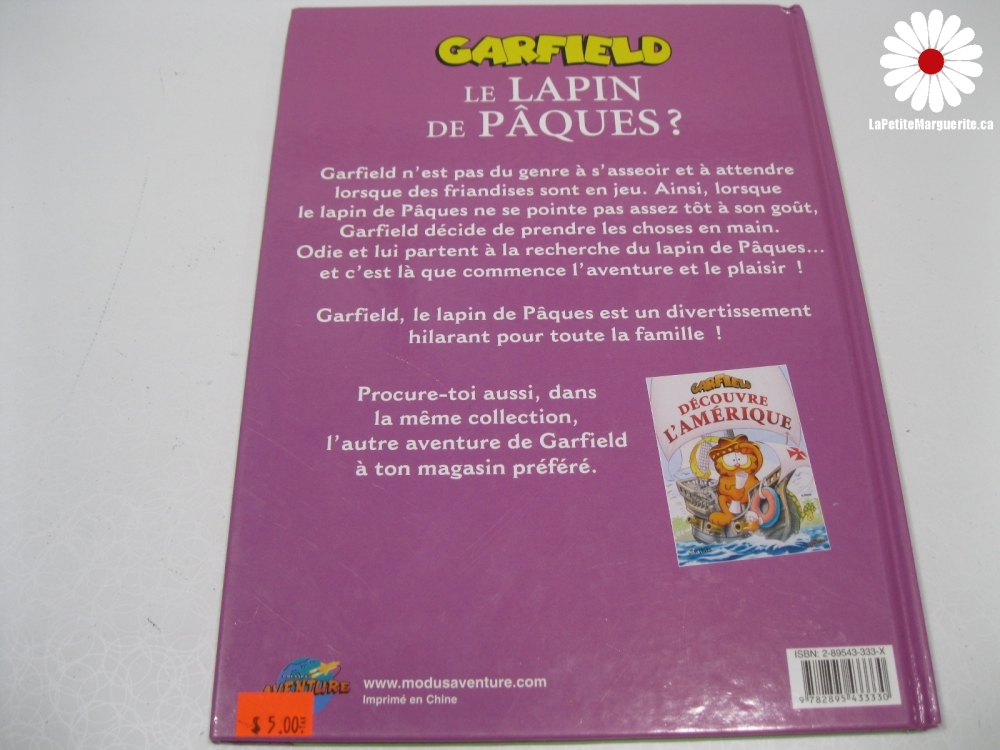 GARFIELD
LE LAPIN
DE PÂQUES ?
LaPetiteMarguerite.ca
Garfield n'est pas du genre à s'asseoir et à attendre
lorsque des friandises sont en jeu. Ainsi, lorsque
le lapin de Pâques ne se pointe pas assez tôt à son goût,
Garfield décide de prendre les choses en main.
Odie et lui partent à la recherche du lapin de Pâques...
et c'est là que commence l'aventure et le plaisir !
Garfield, le lapin de Pâques est un divertissement
hilarant pour toute la famille !
Procure-toi aussi, dans
la même collection,
l'autre aventure de Garfield
à ton magasin préféré.
GARFIELD
DÉCOUVRE
L'AMÉRIQUE
AVENTURE
$ 5.00
www.modusaventure.com
Imprimé en Chine
ISBN: 2-89543-333-X
9 782895 433330